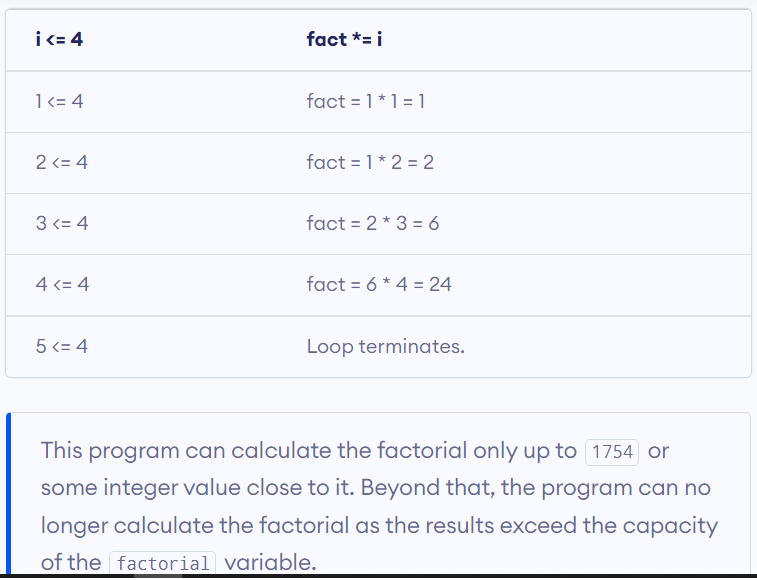 i <= 4 fact *= i
1 <= 4 fact = 1 * 1 = 1
2 <= 4 fact = 1 * 2 = 2
3 <= 4 fact = 2 * 3 = 6
4 <= 4 fact = 6 * 4 = 24
5 <= 4 Loop terminates.
This program can calculate the factorial only up to 1754 or
some integer value close to it. Beyond that, the program can no
longer calculate the factorial as the results exceed the capacity
of the factorial variable.